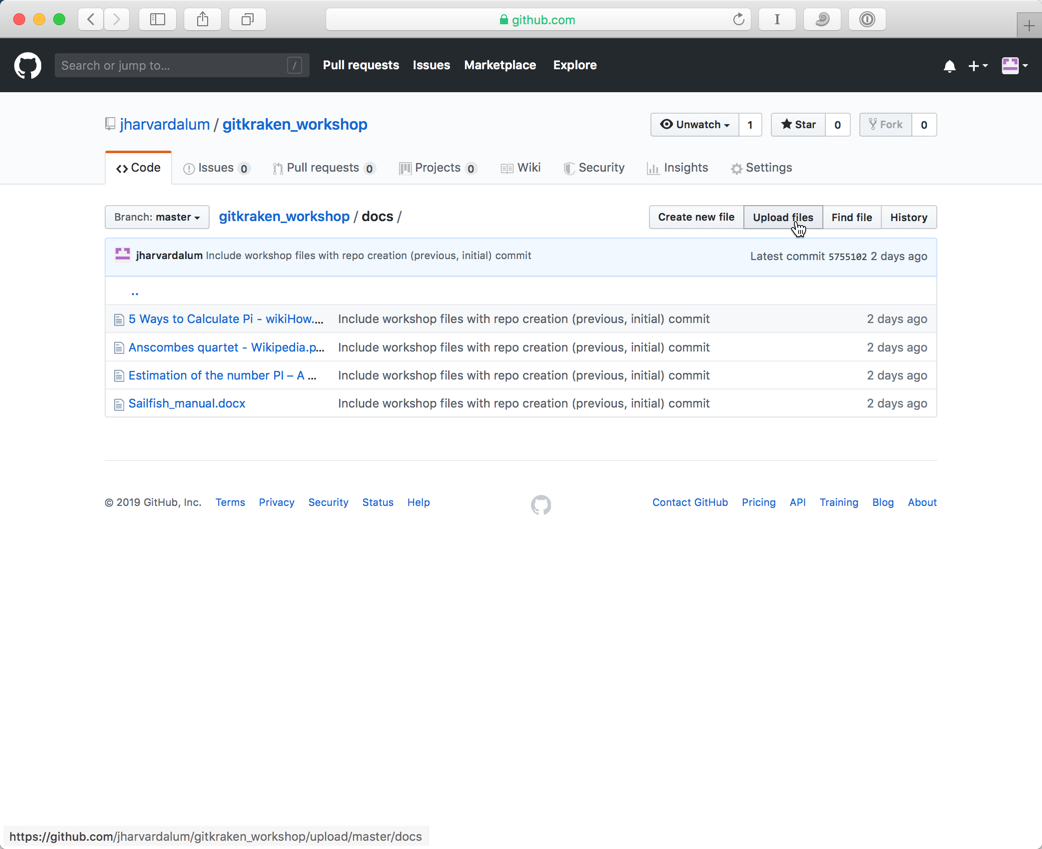 github.com
Search or jump to... /
Pull requests Issues Marketplace Explore
jharvardalum / gitkraken_workshop
Unwatch 1 Star 0 Fork 0
Code Issues 0 Pull requests 0 Projects 0 Wiki Security Insights Settings
Branch: master gitkraken_workshop / docs / Create new file Upload files Find file History
jharvardalum Include workshop files with repo creation (previous, initial) commit Latest commit 5755102 2 days ago
..
5 Ways to Calculate Pi - wikiHow.... Include workshop files with repo creation (previous, initial) commit 2 days ago
Anscombes quartet - Wikipedia.p... Include workshop files with repo creation (previous, initial) commit 2 days ago
Estimation of the number PI – A ... Include workshop files with repo creation (previous, initial) commit 2 days ago
Sailfish_manual.docx Include workshop files with repo creation (previous, initial) commit 2 days ago
© 2019 GitHub, Inc. Terms Privacy Security Status Help Contact GitHub Pricing API Training Blog About
https://github.com/jharvardalum/gitkraken_workshop/upload/master/docs